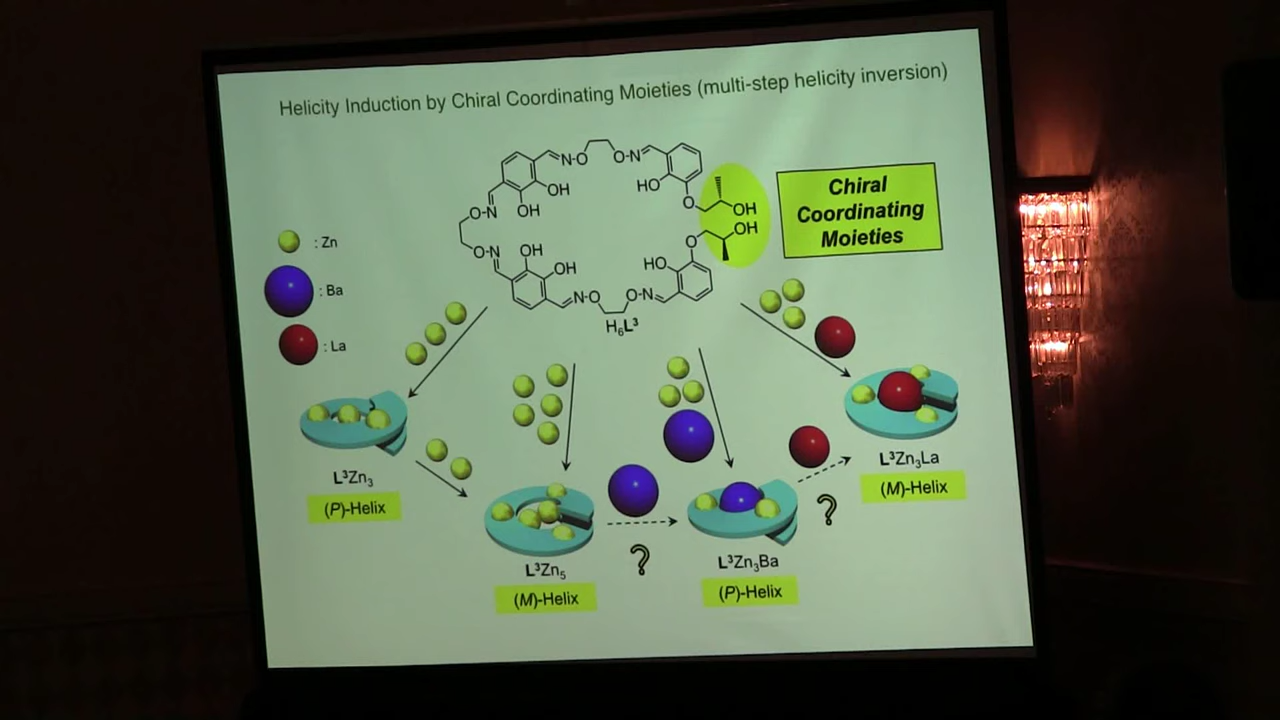 Helicity Induction by Chiral Coordinating Moieties (multi-step helicity inversion)
N-O
O-N
OH
OH
HO
O
OH
O-N
O-N
OH
OH
O
OH
HO
N-O
O-N
H₆L³
Chiral
Coordinating
Moieties
: Zn
: Ba
: La
L³Zn₃
(P)-Helix
L³Zn₅
(M)-Helix
?
L³Zn₃Ba
(P)-Helix
?
L³Zn₃La
(M)-Helix